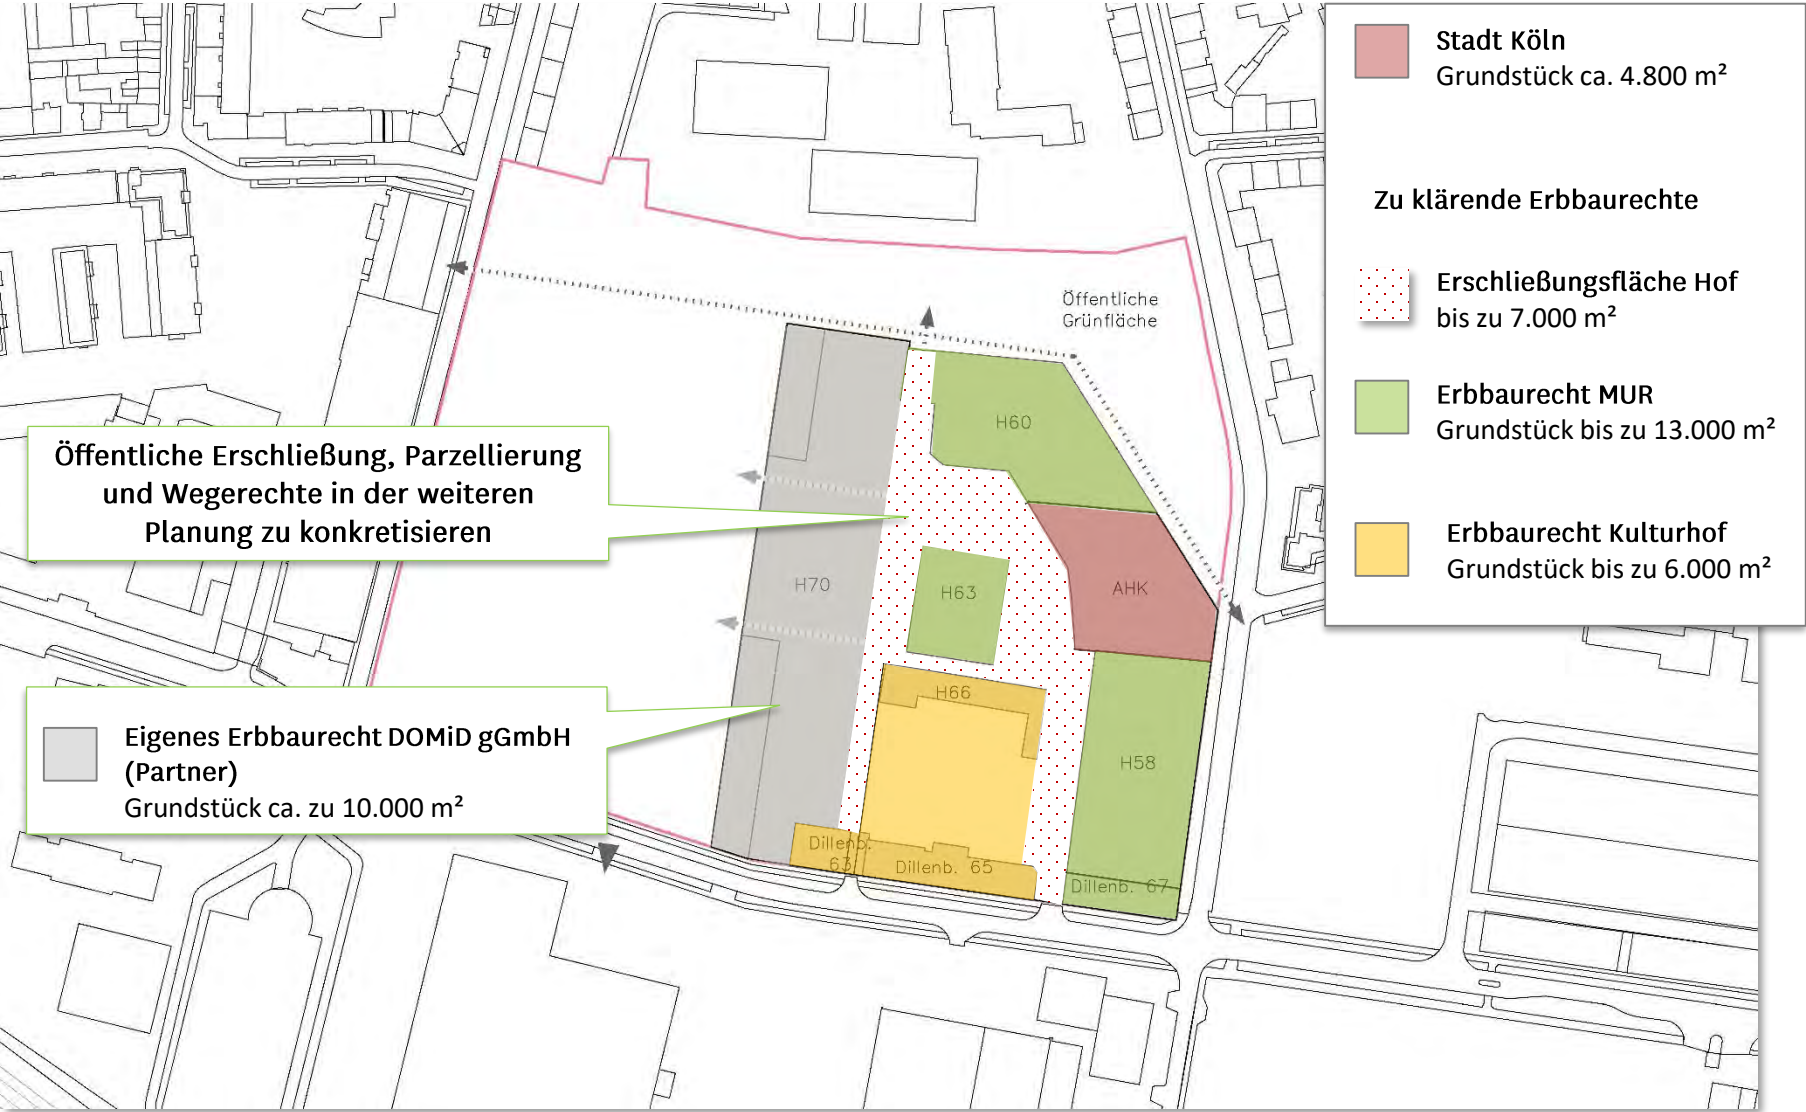 Stadt Köln
Grundstück ca. 4.800 m²
Zu klärende Erbbaurechte
Erschließungsfläche Hof
bis zu 7.000 m²
Erbbaurecht MUR
Grundstück bis zu 13.000 m²
Erbbaurecht Kulturhof
Grundstück bis zu 6.000 m²
Öffentliche
Grünfläche
H60
Öffentliche Erschließung, Parzellierung
und Wegerechte in der weiteren
Planung zu konkretisieren
H70
H63
AHK
H66
H58
Eigenes Erbbaurecht DOMiD gGmbH
(Partner)
Grundstück ca. zu 10.000 m²
Dillenb.
63
Dillenb. 65
Dillenb. 67